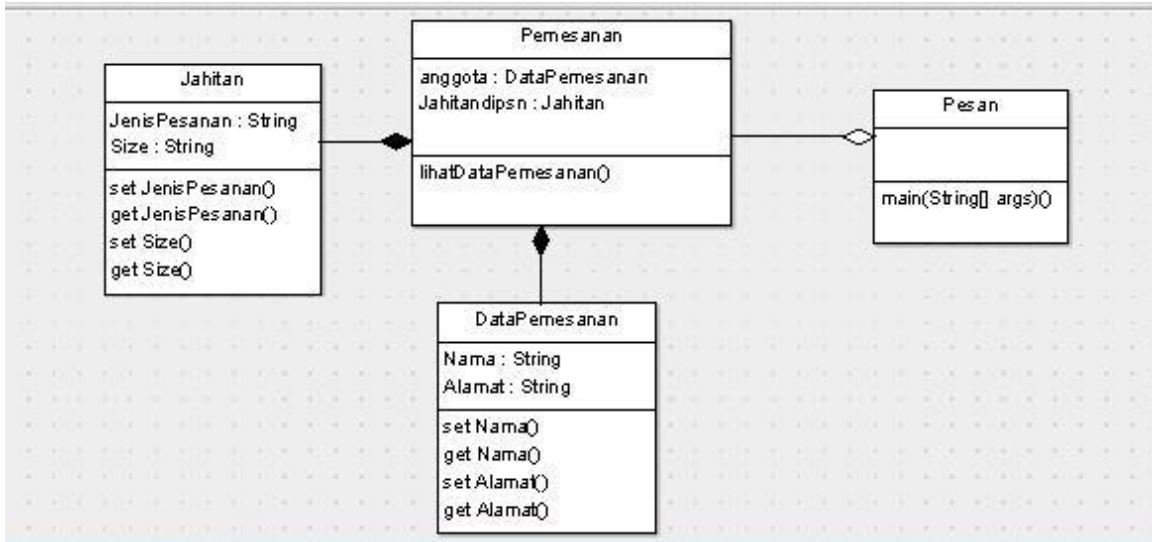 Jahitan
JenisPesanan : String
Size : String
set JenisPesanan()
get JenisPesanan()
set Size()
get Size()
Pemesanan
anggota : DataPemesanan
Jahitandipsn : Jahitan
lihatDataPemesanan()
Pesan
main(String[] args)()
DataPemesanan
Nama : String
Alamat : String
set Nama()
get Nama()
set Alamat()
get Alamat()